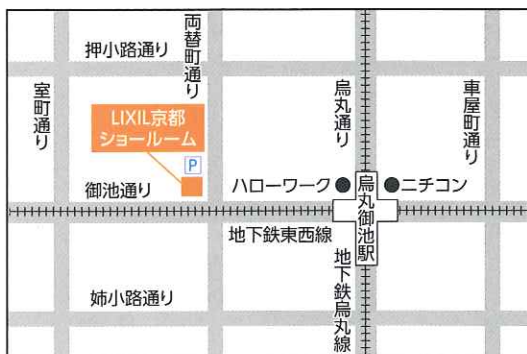 押小路通り
両替町通り
室町通り
烏丸通り
車屋町通り
LIXIL京都
ショールーム
P
御池通り
ハローワーク
烏丸御池駅
ニチコン
地下鉄東西線
地下鉄烏丸線
姉小路通り